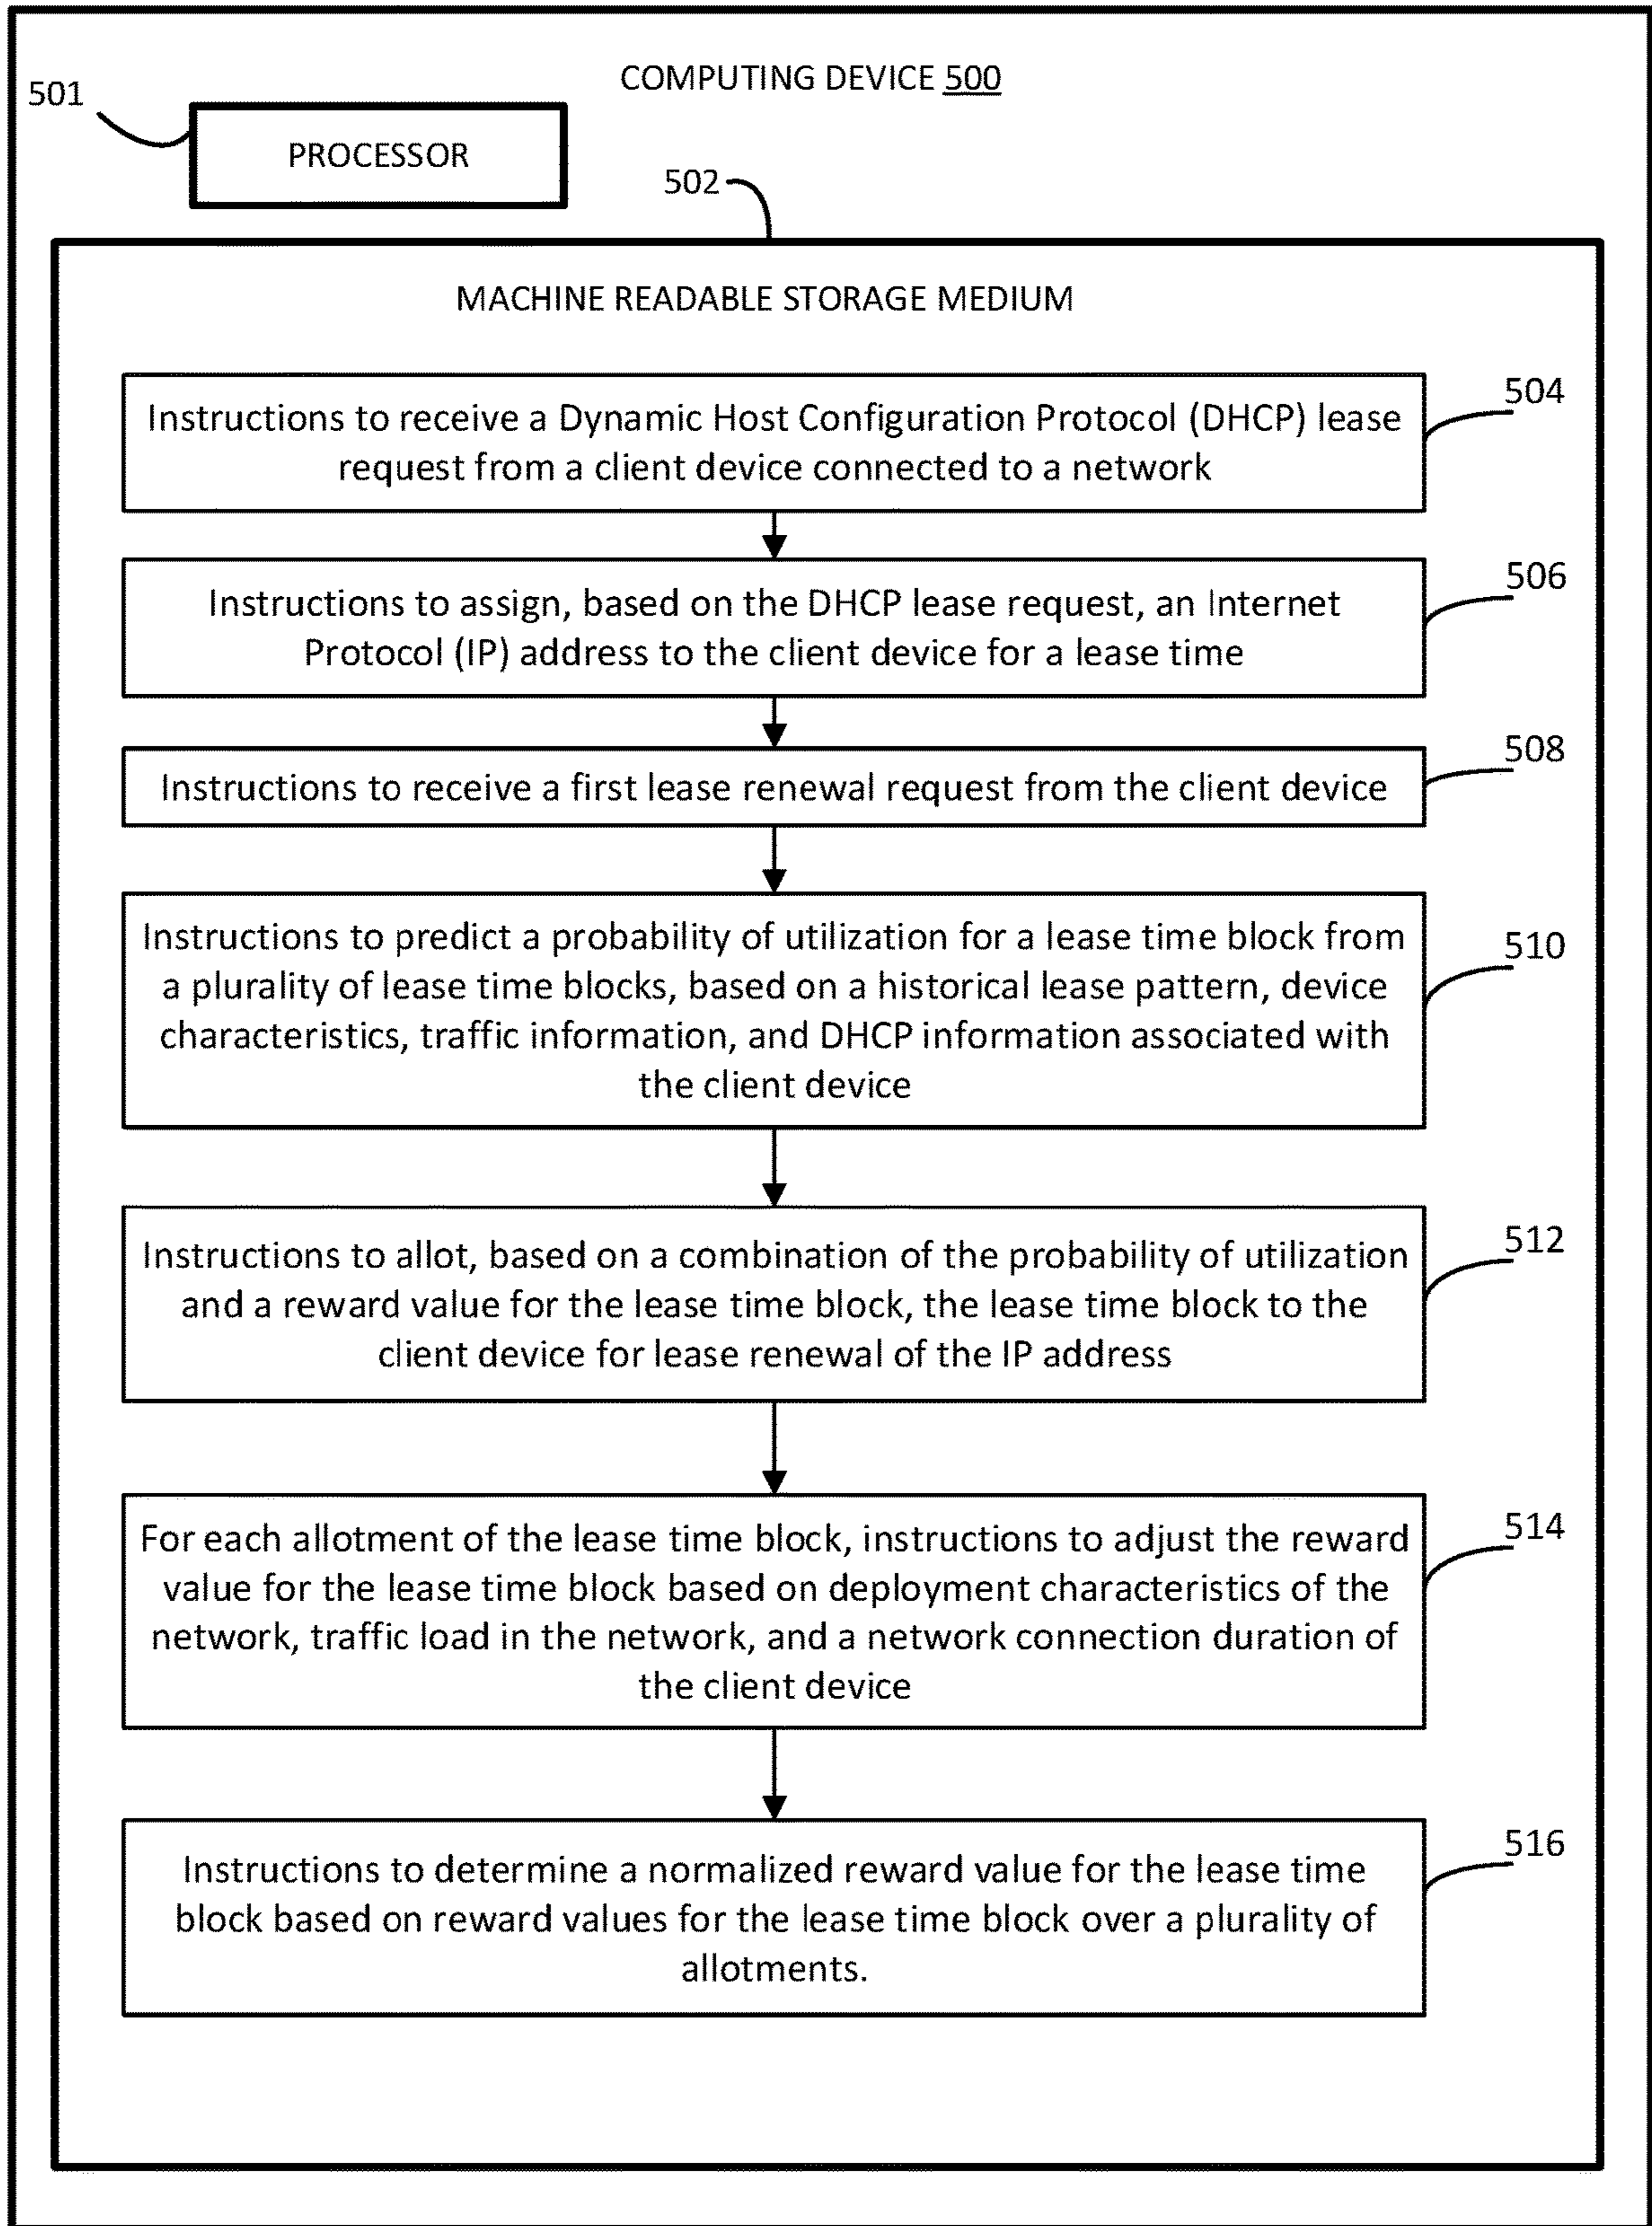 COMPUTING DEVICE 500
501
PROCESSOR
502
MACHINE READABLE STORAGE MEDIUM
504
Instructions to receive a Dynamic Host Configuration Protocol (DHCP) lease
request from a client device connected to a network
506
Instructions to assign, based on the DHCP lease request, an Internet
Protocol (IP) address to the client device for a lease time
508
Instructions to receive a first lease renewal request from the client device
510
Instructions to predict a probability of utilization for a lease time block from
a plurality of lease time blocks, based on a historical lease pattern, device
characteristics, traffic information, and DHCP information associated with
the client device
512
Instructions to allot, based on a combination of the probability of utilization
and a reward value for the lease time block, the lease time block to the
client device for lease renewal of the IP address
514
For each allotment of the lease time block, instructions to adjust the reward
value for the lease time block based on deployment characteristics of the
network, traffic load in the network, and a network connection duration of
the client device
516
Instructions to determine a normalized reward value for the lease time
block based on reward values for the lease time block over a plurality of
allotments.